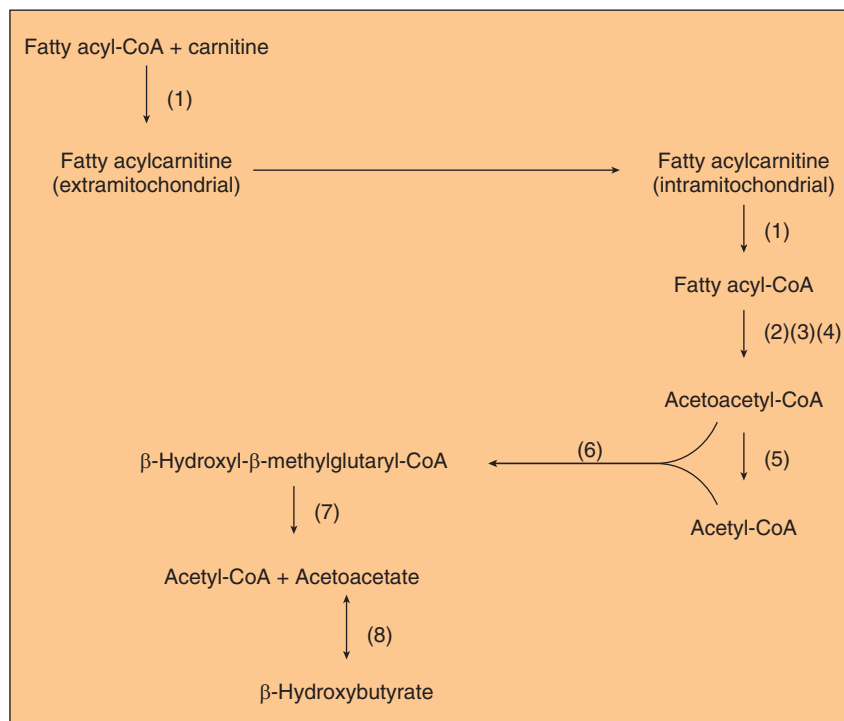 Fatty acyl-CoA + carnitine
(1)
Fatty acylcarnitine
(extramitochondrial)
Fatty acylcarnitine
(intramitochondrial)
(1)
Fatty acyl-CoA
(2)(3)(4)
Acetoacetyl-CoA
(6)
(5)
β-Hydroxyl-β-methylglutaryl-CoA
(7)
Acetyl-CoA
Acetyl-CoA + Acetoacetate
(8)
β-Hydroxybutyrate